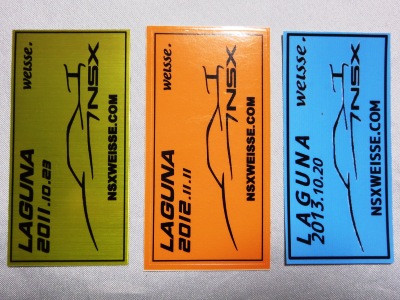 weisse.
NSX
LAGUNA
2011.10.23
NSXWEISSE.COM
weisse.
NSX
LAGUNA
2012.11.11
NSXWEISSE.COM
weisse.
NSX
LAGUNA
2013.10.20
NSXWEISSE.COM